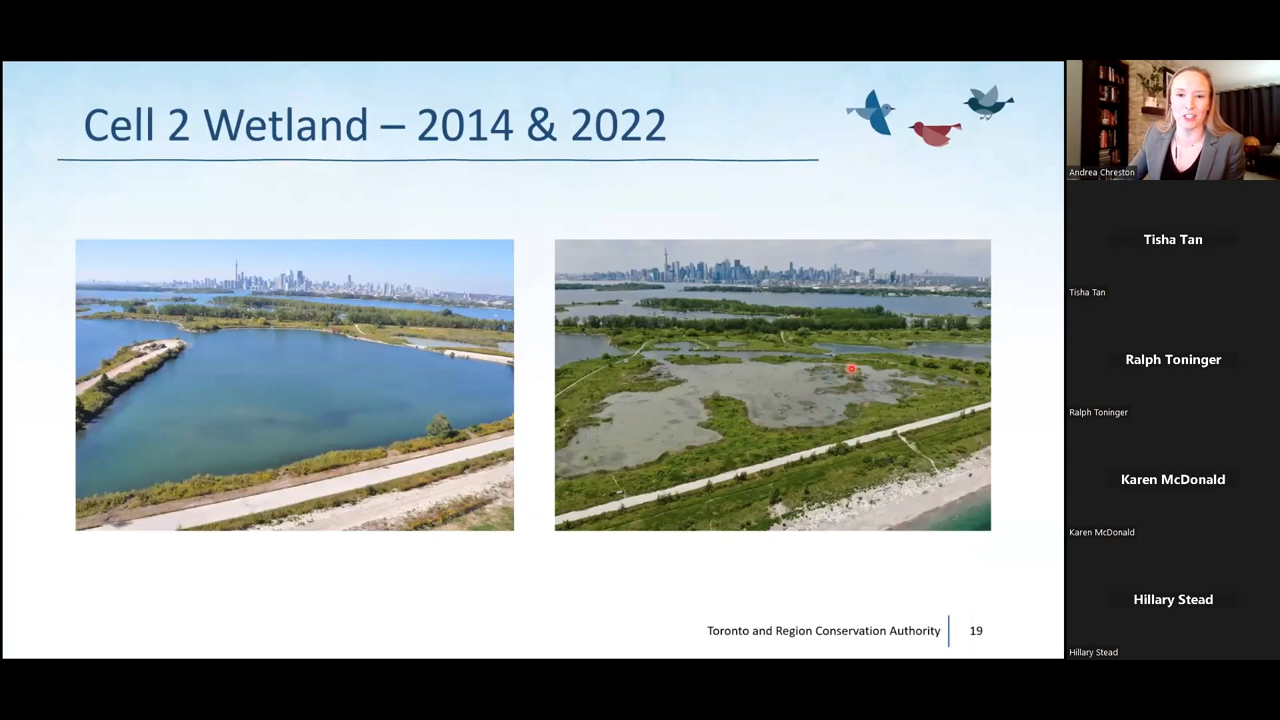 Cell 2 Wetland – 2014 & 2022
Toronto and Region Conservation Authority
19
Andrea Chreston
Tisha Tan
Tisha Tan
Ralph Toninger
Ralph Toninger
Karen McDonald
Karen McDonald
Hillary Stead
Hillary Stead